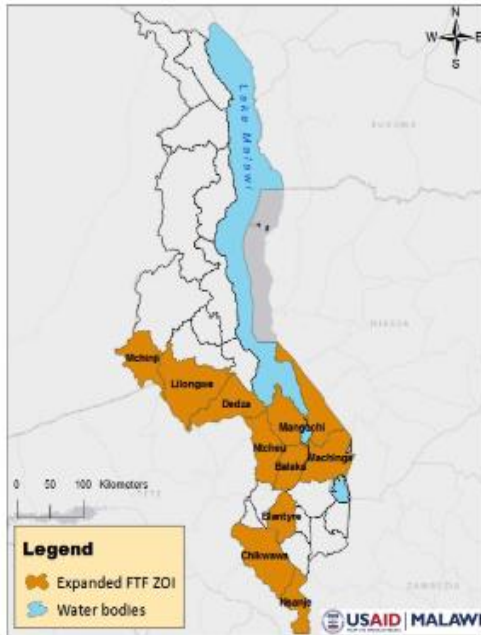 N
W E
S
Lake Malawi
Mchinji
Lilongwe
Dedza
Mangochi
Ntcheu
Machinga
Balaka
0 50 100 Kilometers
Blantyre
Chikwawa
Nsanje
Legend
Expanded FTF ZOI
Water bodies
USAID | MALAWI